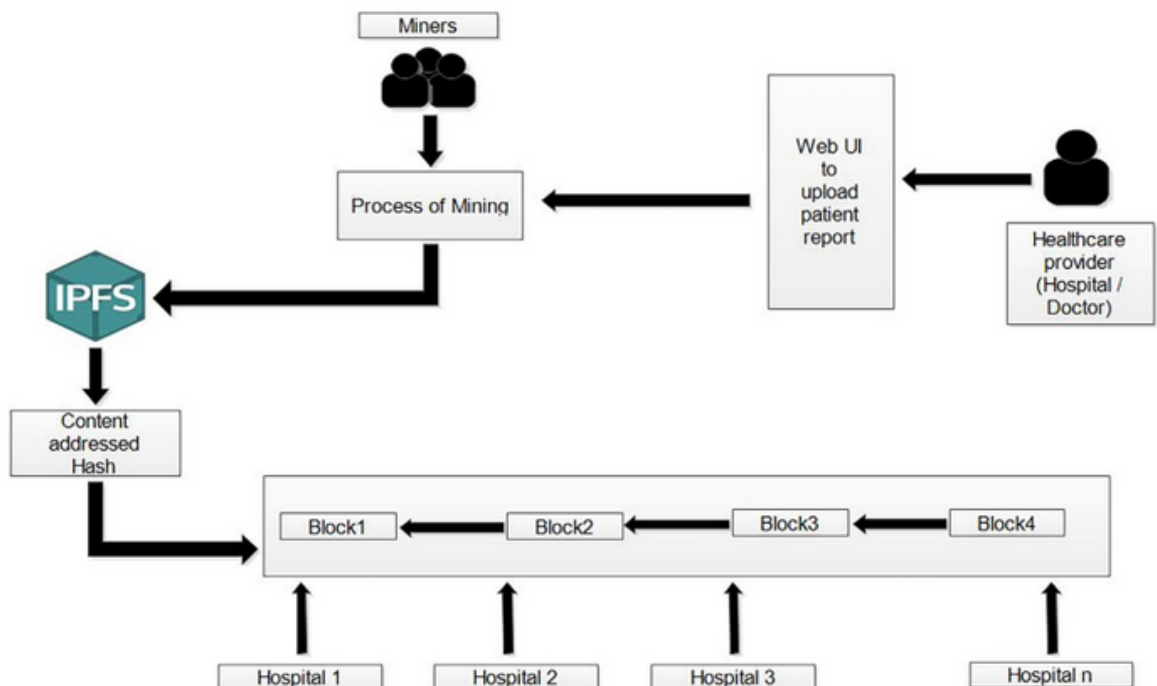 Miners
Process of Mining
Web UI
to
upload
patient
report
Healthcare
provider
(Hospital /
Doctor)
IPFS
Content
addressed
Hash
Block1
Block2
Block3
Block4
Hospital 1
Hospital 2
Hospital 3
Hospital n